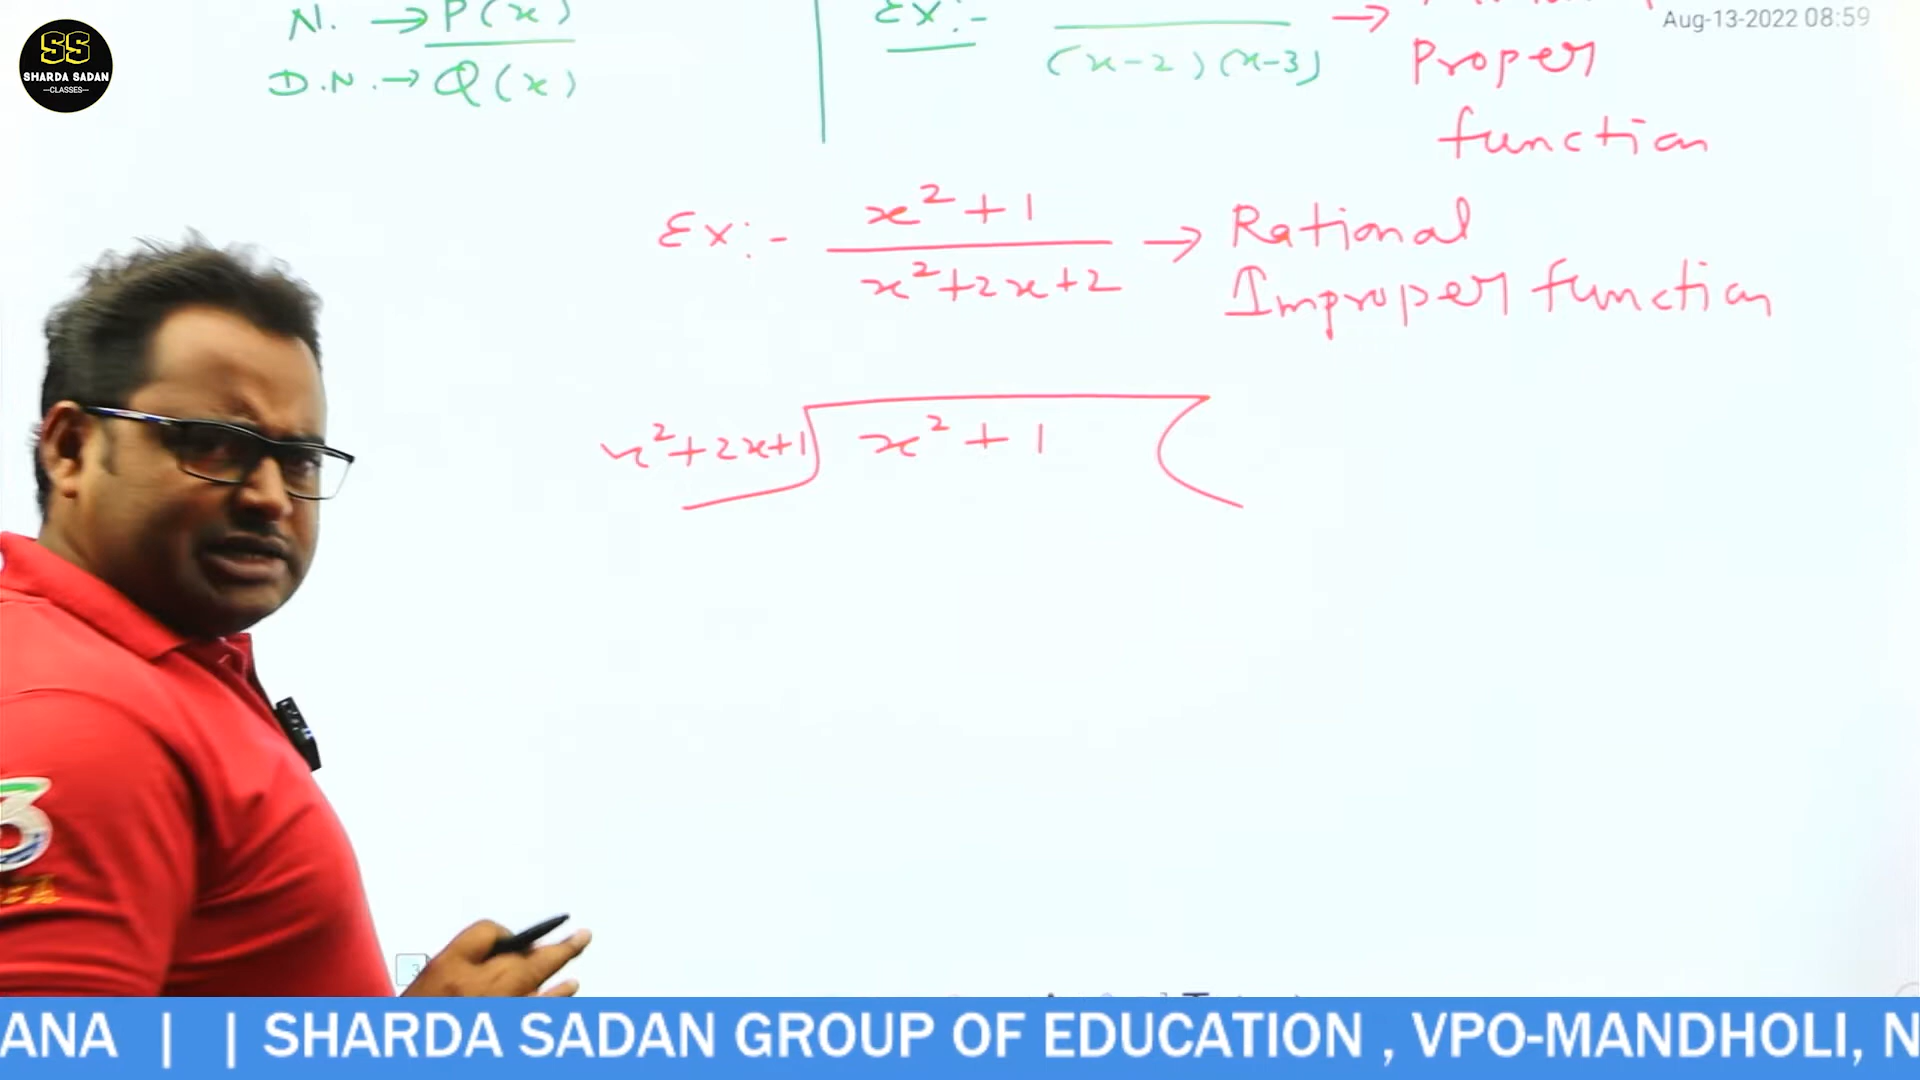 SS
SHARDA SADAN
—CLASSES—
N. → P(x)
D.N. → Q(x)
Ex:-
(x-2)(x-3)
→
Proper
function
Aug-13-2022 08:59
Ex:- x²+1 → Rational
x²+2x+2 Improper function
x²+2x+1 x²+1
3
ANA | | SHARDA SADAN GROUP OF EDUCATION , VPO-MANDHOLI, N